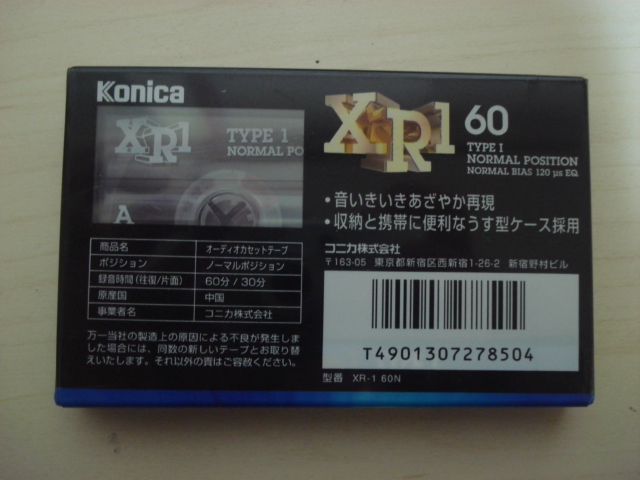 Konica
XR1
TYPE 1
NORMAL PO
A
XR1 60
TYPE I
NORMAL POSITION
NORMAL BIAS 120 µs EQ
・音いきいきあざやか再現
・収納と携帯に便利なうす型ケース採用
コニカ株式会社
〒163-05 東京都新宿区西新宿1-26-2 新宿野村ビル
商品名 オーディオカセットテープ
ポジション ノーマルポジション
録音時間(往復/片面) 60分/30分
原産国 中国
事業者名 コニカ株式会社
万一当社の製造上の原因による不良が発生しま
した場合には、同数の新しいテープとお取り替
えいたします。それ以外の責はご容赦ください。
T4901307278504
型番 XR-1 60N